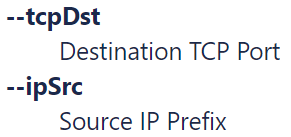 --tcpDst
Destination TCP Port
--ipSrc
Source IP Prefix